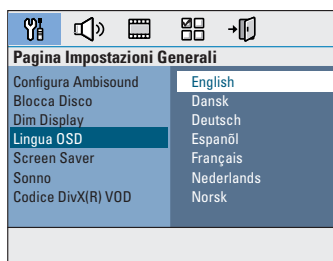 Pagina Impostazioni Generali
Configura Ambisound
Blocca Disco
Dim Display
Lingua OSD
Screen Saver
Sonno
Codice DivX(R) VOD
English
Dansk
Deutsch
Espanõl
Français
Nederlands
Norsk